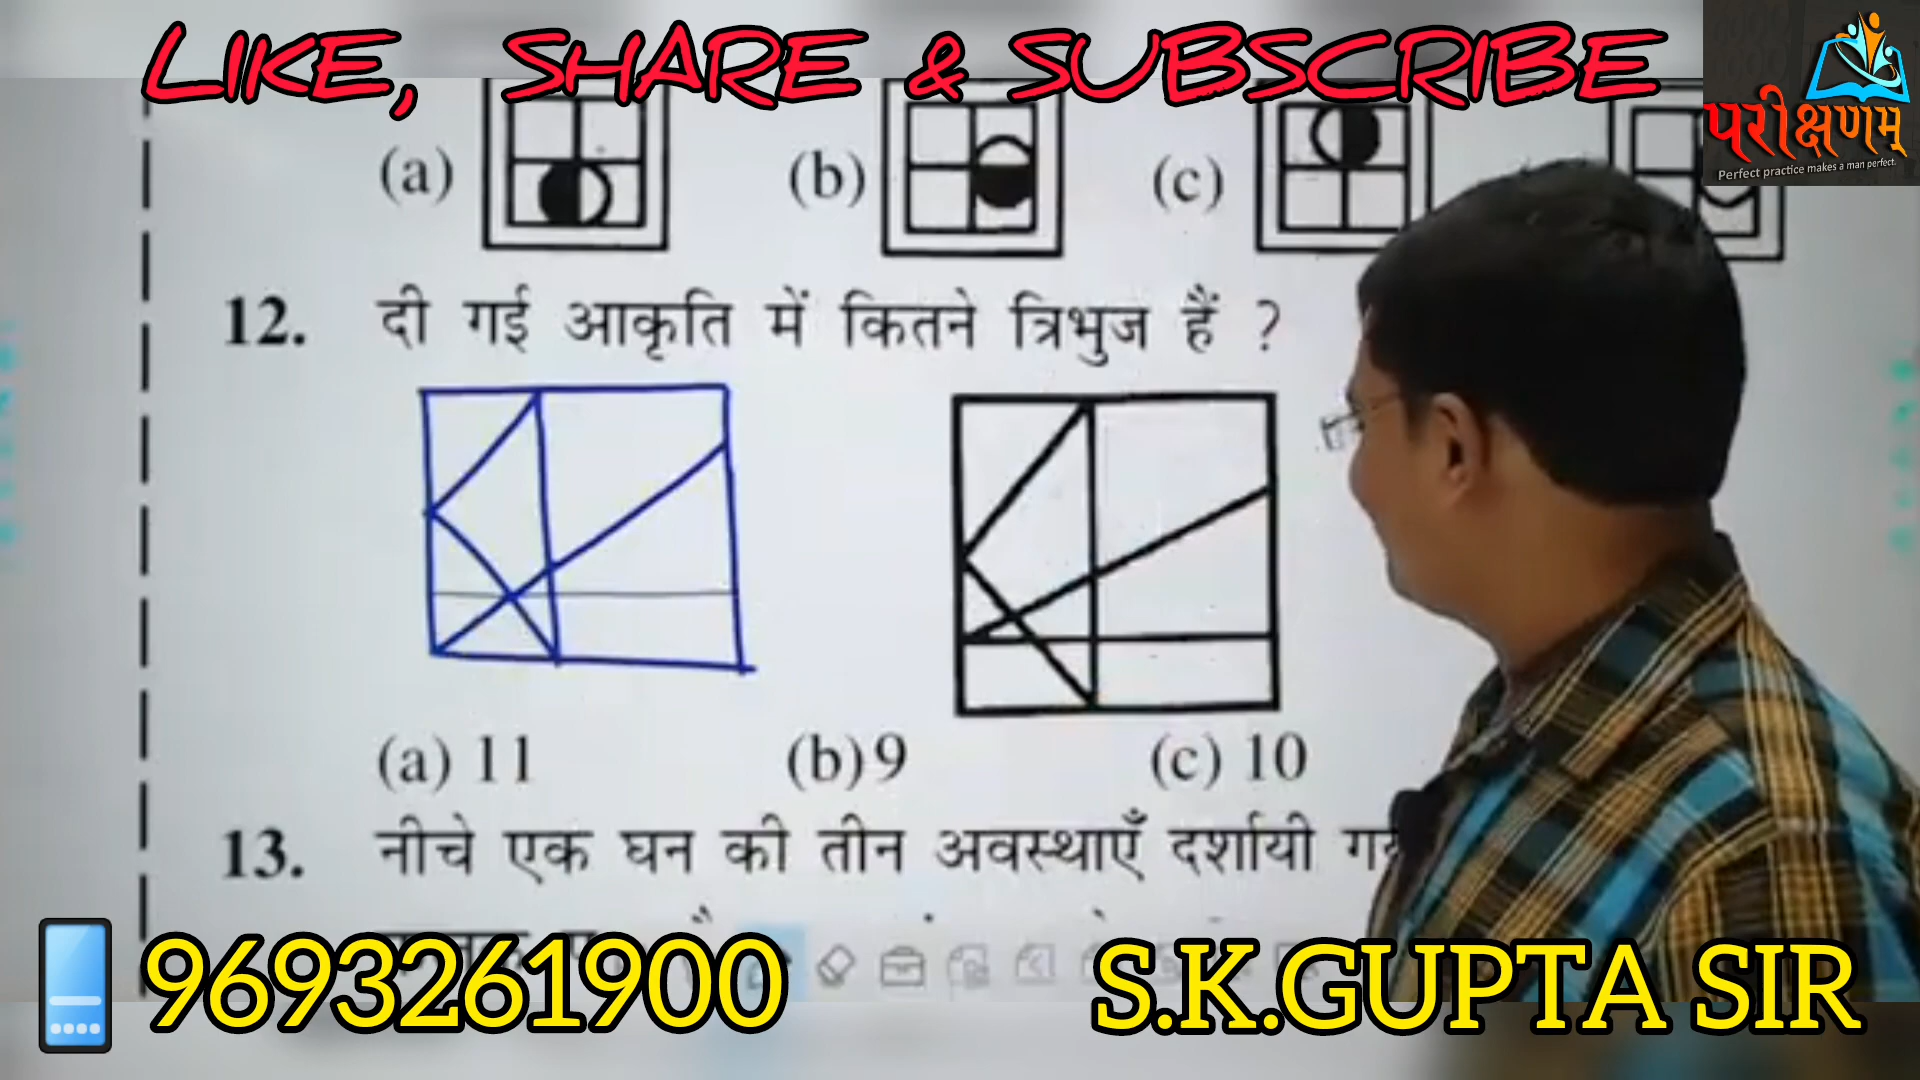 LIKE, SHARE & SUBSCRIBE
परीक्षणम्
Perfect practice makes a man perfect.
(a) (b) (c)
12. दी गई आकृति में कितने त्रिभुज हैं ?
(a) 11 (b) 9 (c) 10
13. नीचे एक घन की तीन अवस्थाएँ दर्शायी
9693261900 S.K.GUPTA SIR